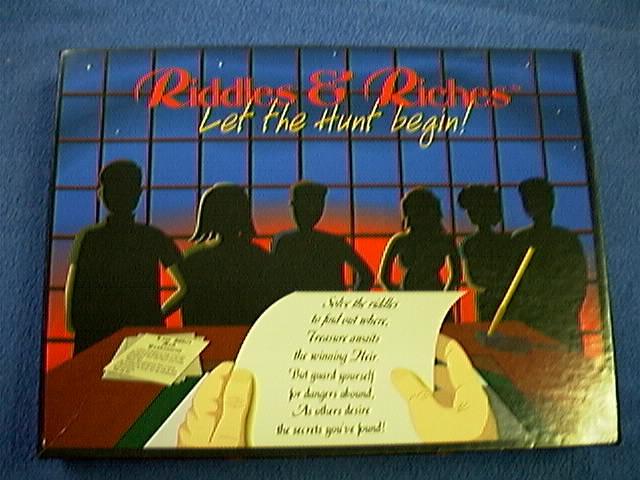 Riddles & Riches
Let the Hunt begin!
Solve the riddles
to find out where,
Treasure awaits
the winning Heir.
But guard yourself
for dangers abound,
As others desire
the secrets you've found!